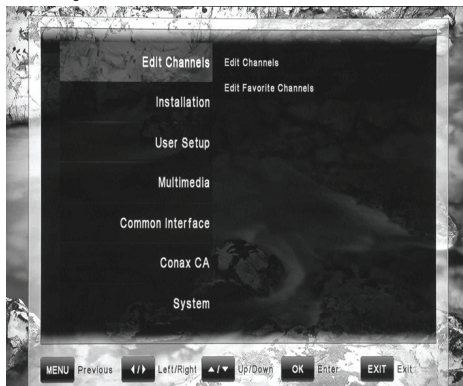 Edit Channels
Edit Channels
Edit Favorite Channels
Installation
User Setup
Multimedia
Common Interface
Conax CA
System
MENU Previous ◀/▶ Left/Right ▲/▼ Up/Down OK Enter EXIT Exit